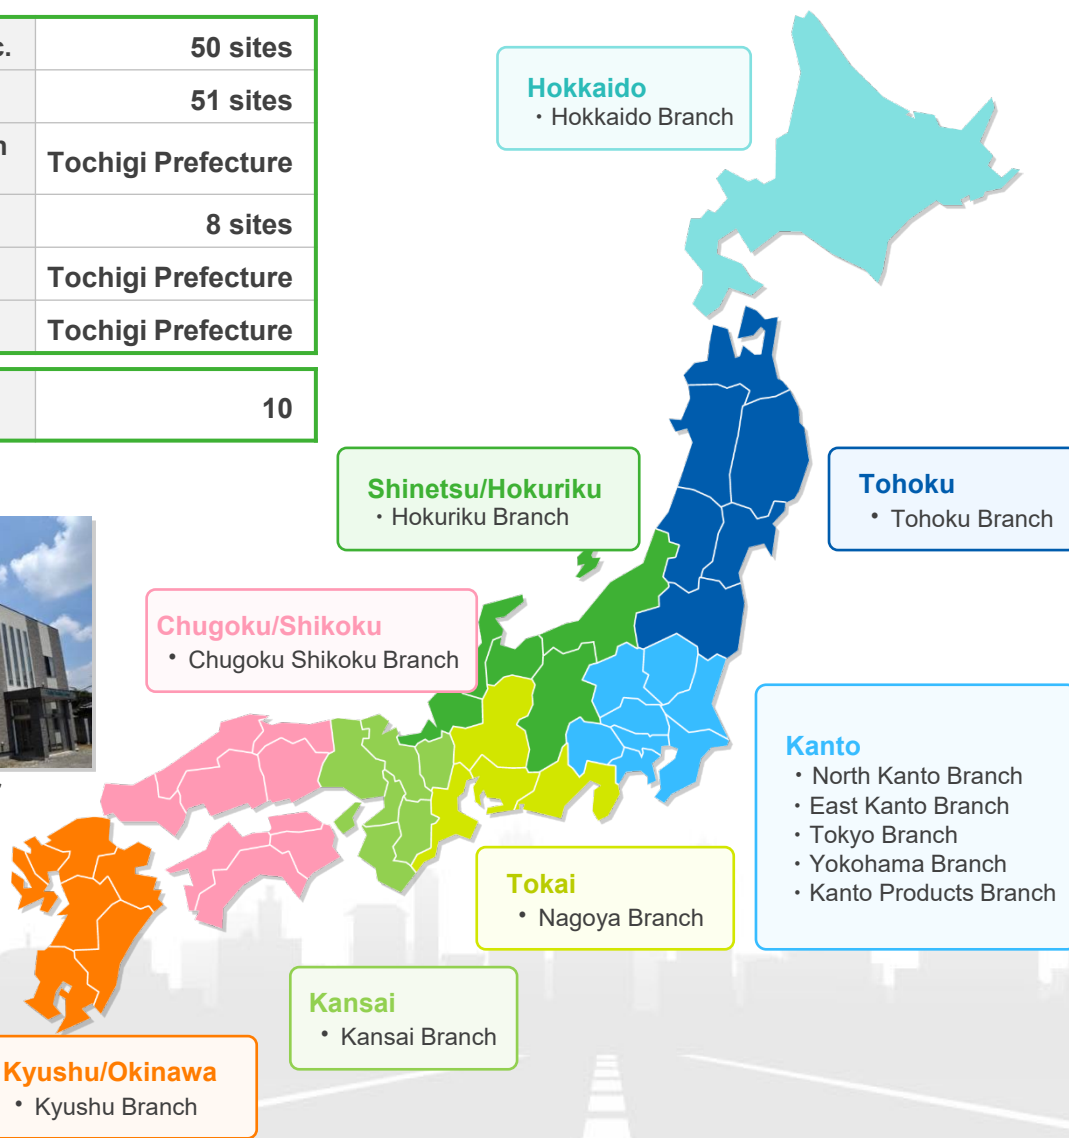 c.
50 sites
51 sites
n
Tochigi Prefecture
8 sites
Tochigi Prefecture
Tochigi Prefecture
10
Hokkaido
・Hokkaido Branch
Tohoku
• Tohoku Branch
Shinetsu/Hokuriku
・Hokuriku Branch
Chugoku/Shikoku
• Chugoku Shikoku Branch
Kanto
・North Kanto Branch
・East Kanto Branch
・Tokyo Branch
・Yokohama Branch
・Kanto Products Branch
Tokai
• Nagoya Branch
Kansai
• Kansai Branch
Kyushu/Okinawa
• Kyushu Branch